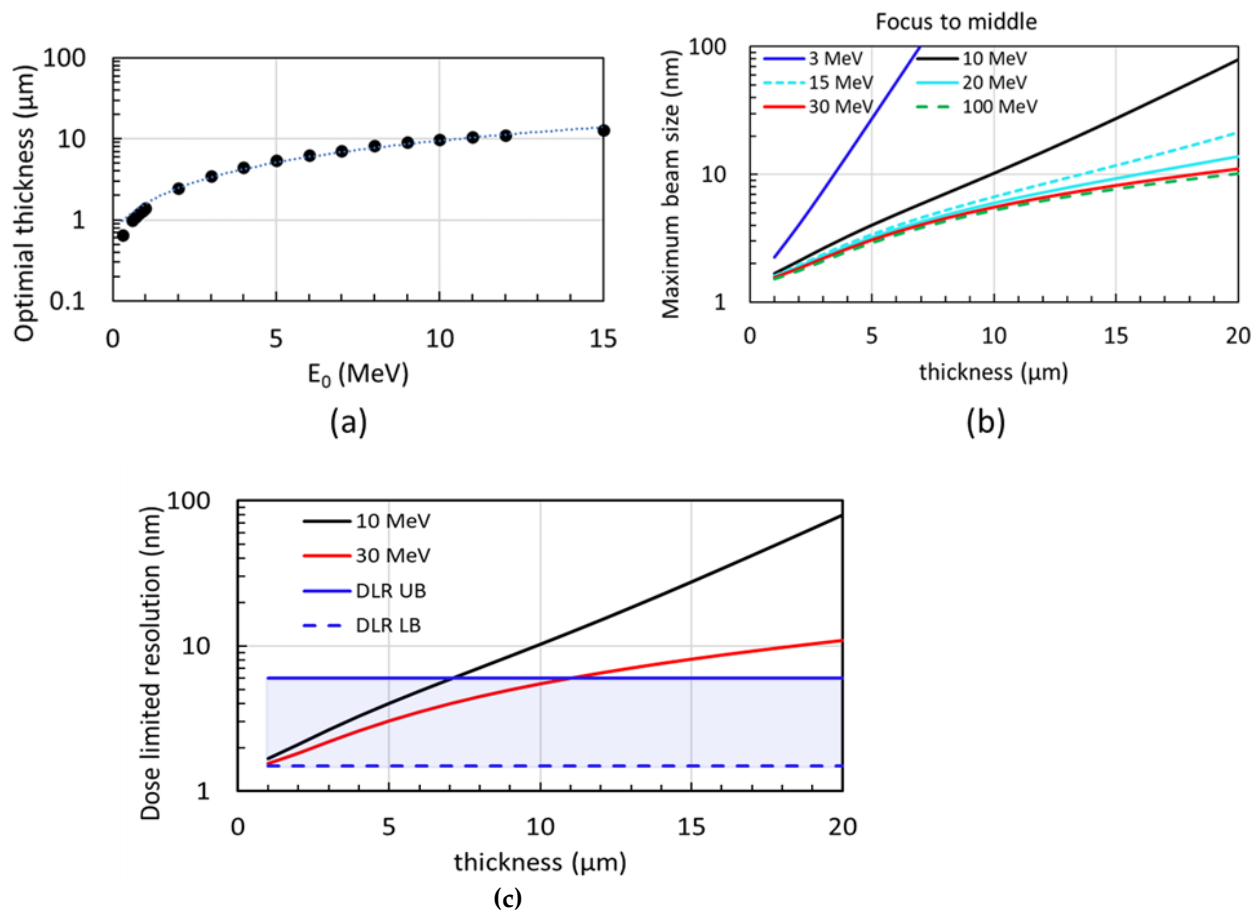 100
10
1
0.1
Optimial thickness (µm)
0
5
10
15
E₀ (MeV)
(a)
Focus to middle
100
10
1
Maximum beam size (nm)
3 MeV
10 MeV
15 MeV
20 MeV
30 MeV
100 MeV
0
5
10
15
20
thickness (µm)
(b)
100
10
1
Dose limited resolution (nm)
10 MeV
30 MeV
DLR UB
DLR LB
0
5
10
15
20
thickness (µm)
(c)